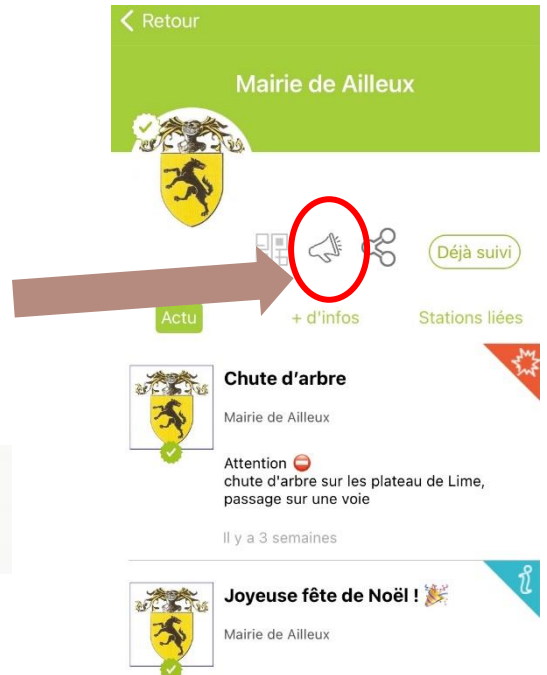 Retour
Mairie de Ailleux
Déjà suivi
Actu
+ d'infos
Stations liées
Chute d'arbre
Mairie de Ailleux
Attention ⛔
chute d'arbre sur les plateau de Lime,
passage sur une voie
Il y a 3 semaines
Joyeuse fête de Noël ! 🎉
Mairie de Ailleux